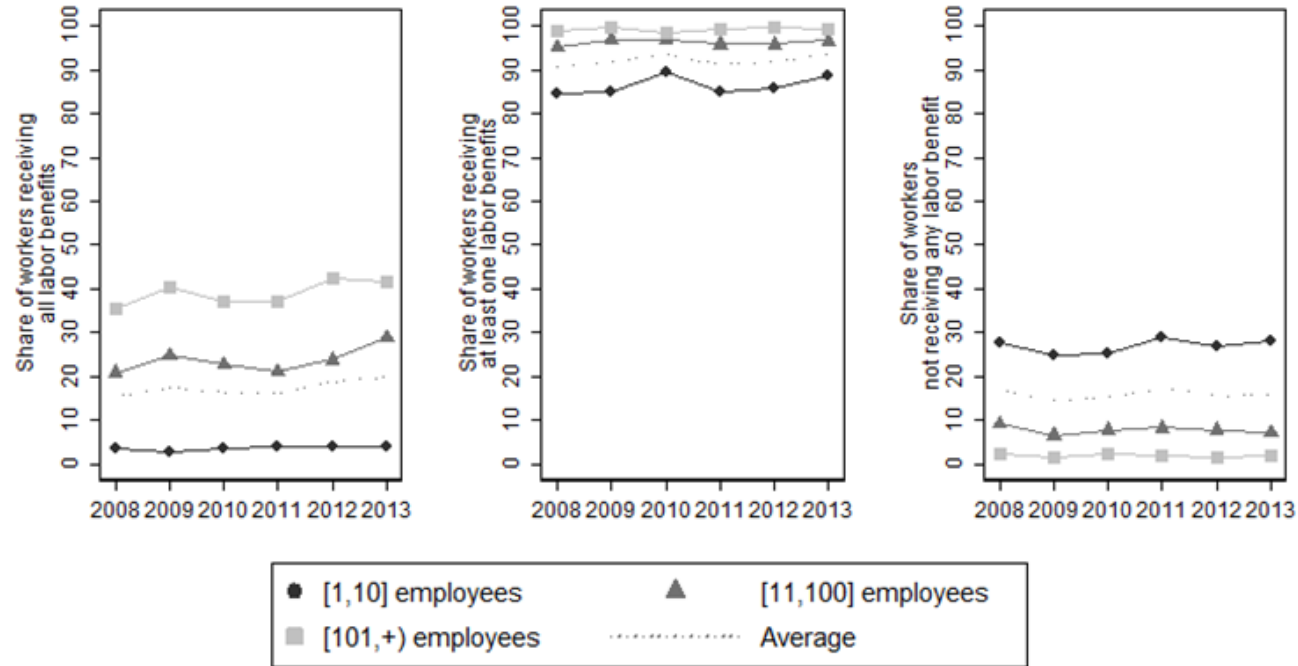 Share of workers receiving
all labor benefits
0 10 20 30 40 50 60 70 80 90 100
2008 2009 2010 2011 2012 2013
Share of workers receiving
at least one labor benefits
0 10 20 30 40 50 60 70 80 90 100
2008 2009 2010 2011 2012 2013
Share of workers
not receiving any labor benefit
0 10 20 30 40 50 60 70 80 90 100
2008 2009 2010 2011 2012 2013
[1,10] employees
[11,100] employees
[101,+) employees
Average